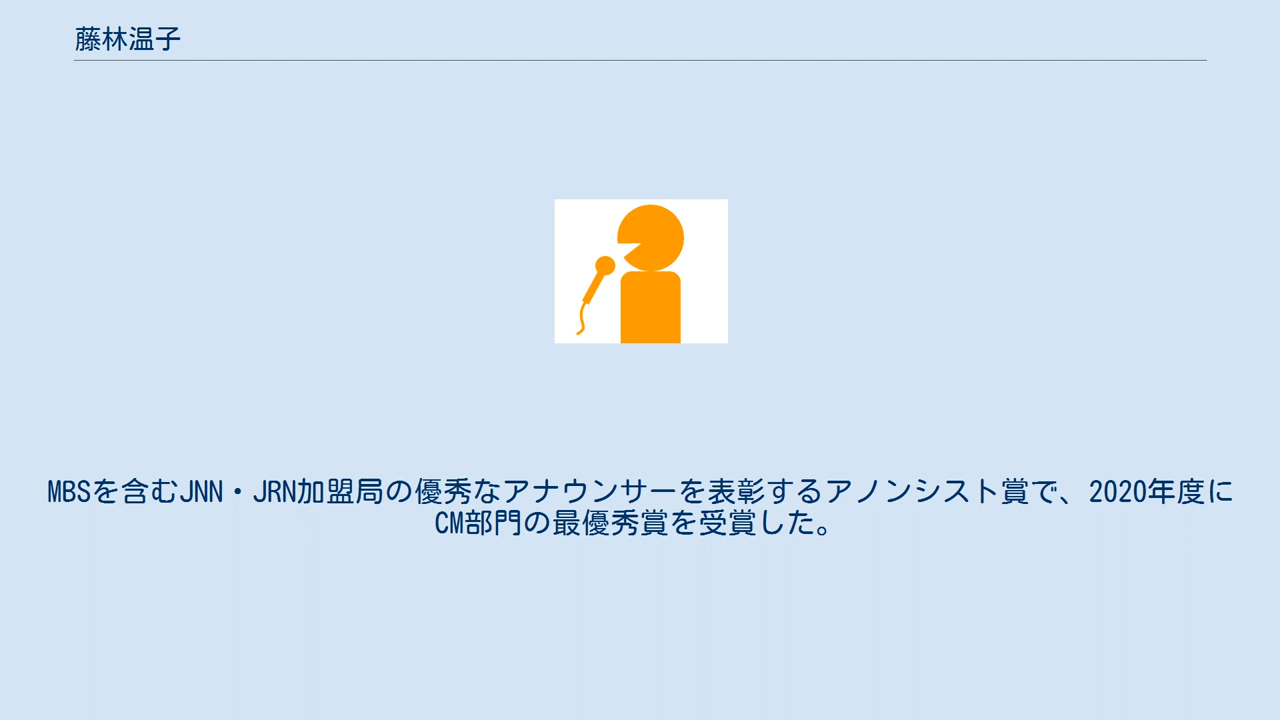 藤林温子
MBSを含むJNN・JRN加盟局の優秀なアナウンサーを表彰するアノンシスト賞で、2020年度に
CM部門の最優秀賞を受賞した。